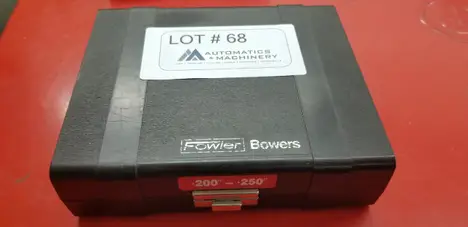 LOT # 68
AUTOMATICS
+ MACHINERY
Fowler Bowers
.200" - .250"